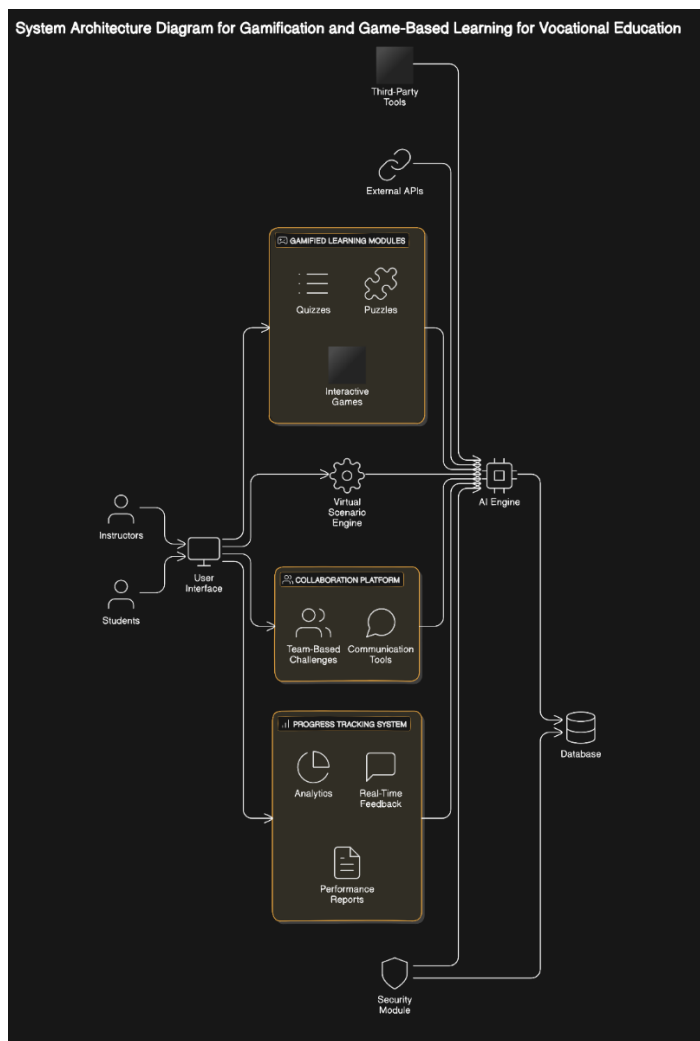 System Architecture Diagram for Gamification and Game-Based Learning for Vocational Education
Third-Party
Tools
External APIs
GAMIFIED LEARNING MODULES
Quizzes
Puzzles
Interactive
Games
Virtual
Scenario
Engine
AI Engine
Instructors
User
Interface
Students
COLLABORATION PLATFORM
Team-Based
Challenges
Communication
Tools
PROGRESS TRACKING SYSTEM
Analytics
Real-Time
Feedback
Performance
Reports
Database
Security
Module